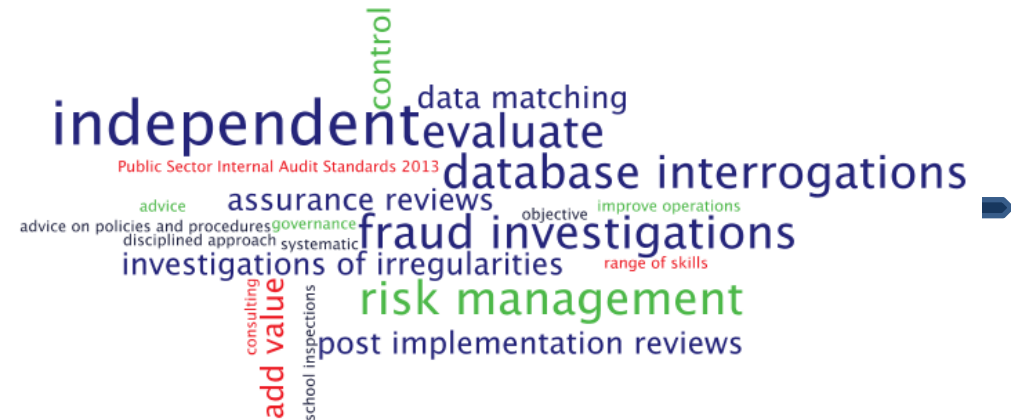 control
data matching
independent
evaluate
Public Sector Internal Audit Standards 2013
database interrogations
assurance reviews
advice
objective
improve operations
advice on policies and procedures
governance
fraud investigations
disciplined approach
systematic
investigations of irregularities
range of skills
consulting
add value
school inspections
risk management
post implementation reviews